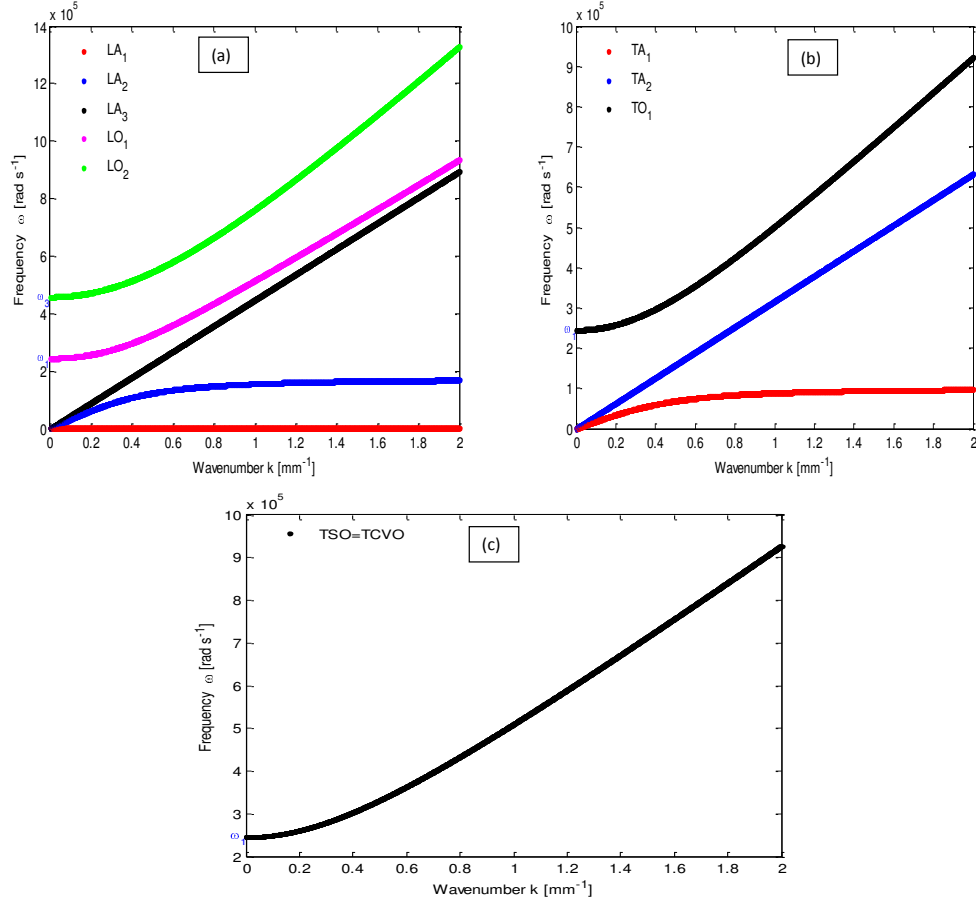 (a)
LA1
LA2
LA3
LO1
LO2
x 10^5
14
12
10
8
6
4
2
0
ω3
ω1
Frequency ω [rad s^-1]
0 0.2 0.4 0.6 0.8 1 1.2 1.4 1.6 1.8 2
Wavenumber k [mm^-1]
(b)
TA1
TA2
TO1
x 10^5
10
9
8
7
6
5
4
3
2
1
0
Frequency ω [rad s^-1]
0 0.2 0.4 0.6 0.8 1 1.2 1.4 1.6 1.8 2
Wavenumber k [mm^-1]
(c)
TSO=TCVO
x 10^5
10
9
8
7
6
5
4
3
2
ω1
Frequency ω [rad s^-1]
0 0.2 0.4 0.6 0.8 1 1.2 1.4 1.6 1.8 2
Wavenumber k [mm^-1]